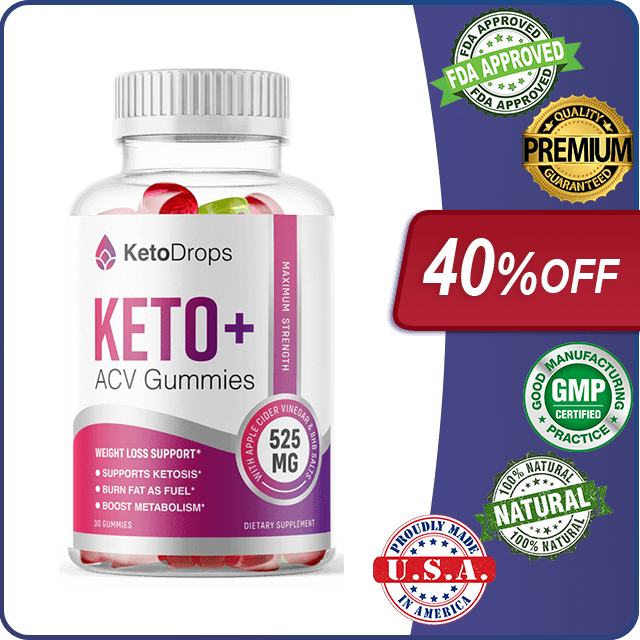 KetoDrops
KETO+
ACV Gummies
MAXIMUM STRENGTH
WEIGHT LOSS SUPPORT*
• SUPPORTS KETOSIS*
• BURN FAT AS FUEL*
• BOOST METABOLISM*
30 GUMMIES
WITH APPLE CIDER VINEGAR & BHB SALTS
525
MG
DIETARY SUPPLEMENT
FDA APPROVED
FDA APPROVED
FDA APPROVED
QUALITY
PREMIUM
GUARANTEED
40%OFF
GOOD MANUFACTURING
GMP
CERTIFIED
PRACTICE
100% NATURAL
NATURAL
100% NATURAL
PROUDLY MADE
U.S.A.
IN AMERICA